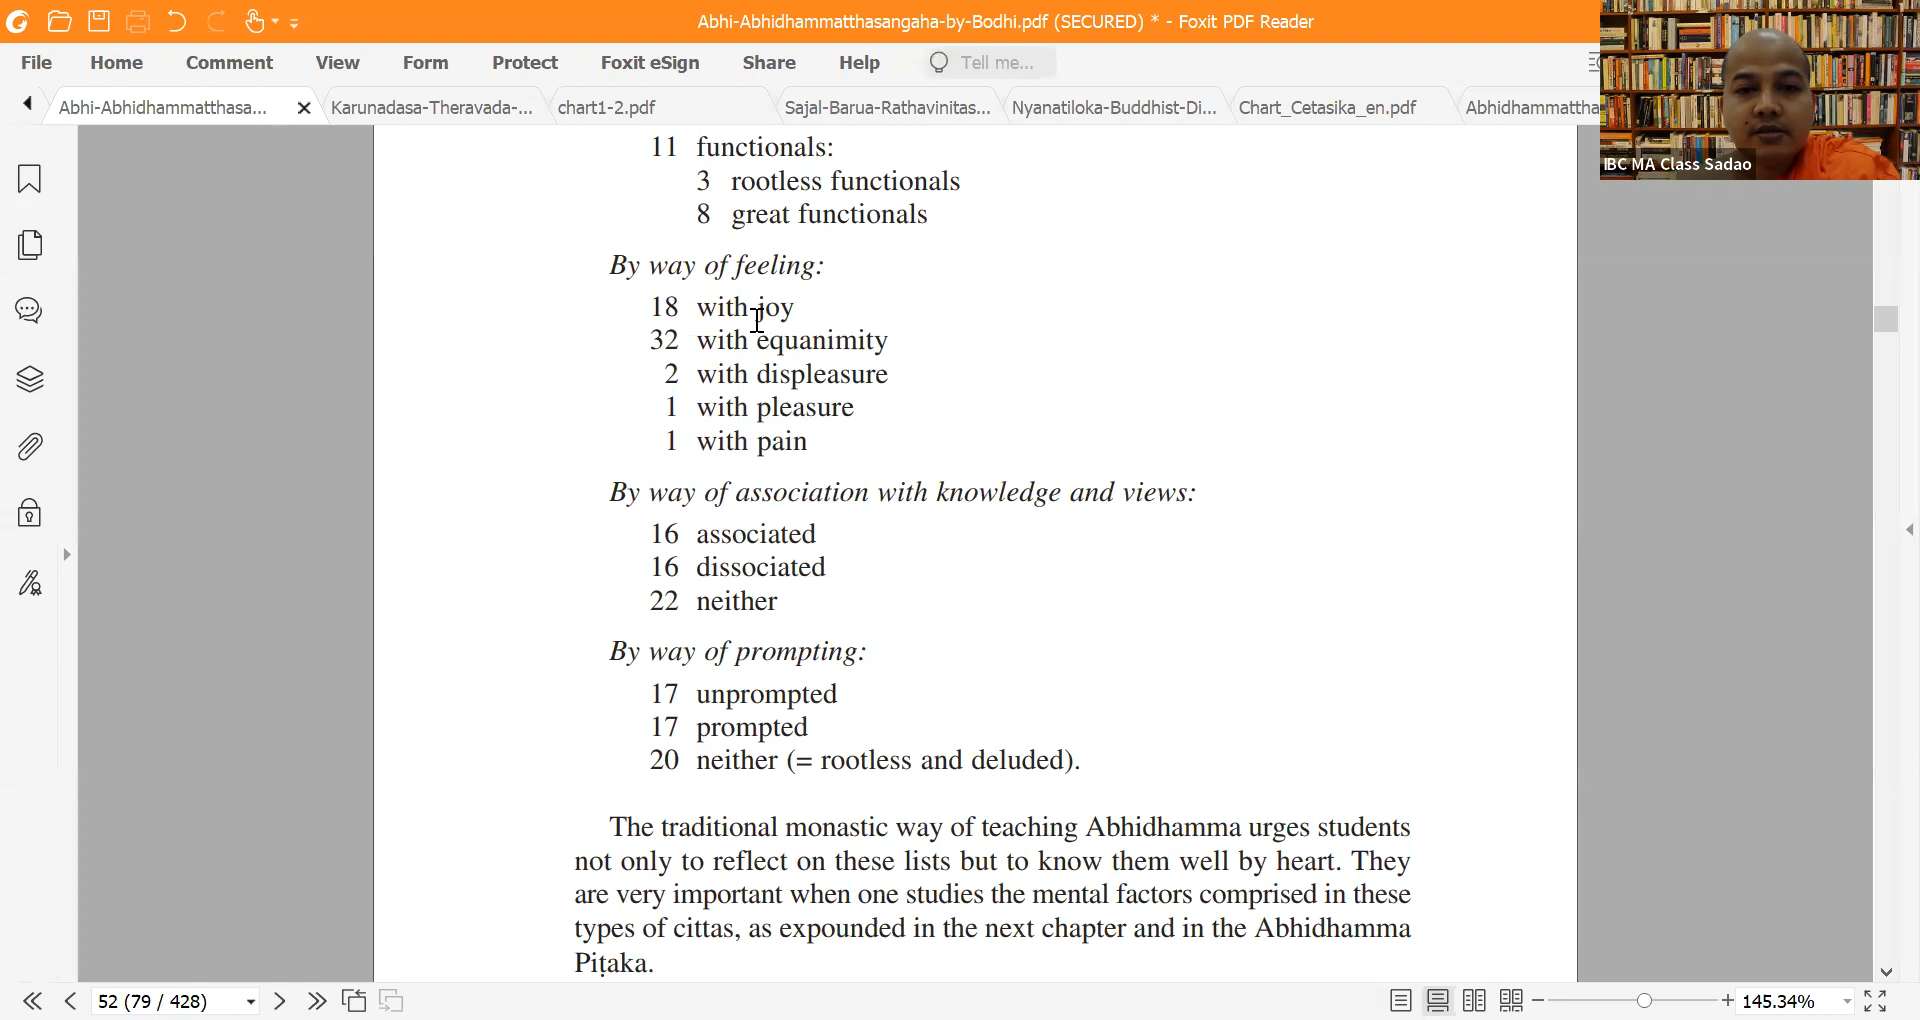 Abhi-Abhidhammatthasangaha-by-Bodhi.pdf (SECURED) * - Foxit PDF Reader
File Home Comment View Form Protect Foxit eSign Share Help Tell me...
Abhi-Abhidhammatthasa... Karunadasa-Theravada-... chart1-2.pdf Sajal-Barua-Rathavinitas... Nyanatiloka-Buddhist-Di... Chart_Cetasika_en.pdf Abhidhammattha
IBC MA Class Sadao
11 functionals:
3 rootless functionals
8 great functionals
By way of feeling:
18 with joy
32 with equanimity
2 with displeasure
1 with pleasure
1 with pain
By way of association with knowledge and views:
16 associated
16 dissociated
22 neither
By way of prompting:
17 unprompted
17 prompted
20 neither (= rootless and deluded).
The traditional monastic way of teaching Abhidhamma urges students
not only to reflect on these lists but to know them well by heart. They
are very important when one studies the mental factors comprised in these
types of cittas, as expounded in the next chapter and in the Abhidhamma
Piṭaka.
52 (79 / 428) 145.34%